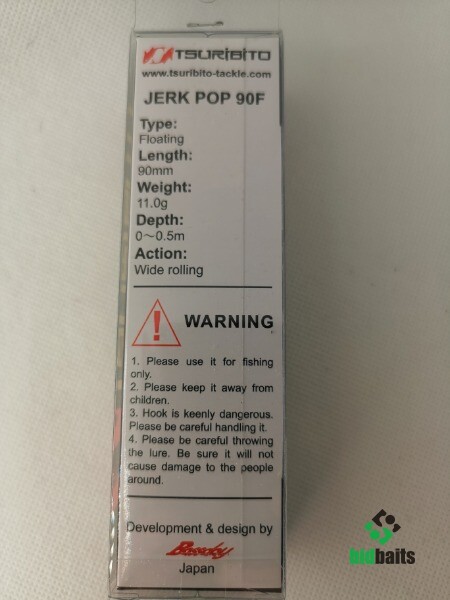 TSURIBITO
www.tsuribito-tackle.com
JERK POP 90F
Type:
Floating
Length:
90mm
Weight:
11.0g
Depth:
0～0.5m
Action:
Wide rolling
WARNING
1. Please use it for fishing
only.
2. Please keep it away from
children.
3. Hook is keenly dangerous.
Please be careful handling it.
4. Please be careful throwing
the lure. Be sure it will not
cause damage to the people
around.
Development & design by
Japan
bidbaits